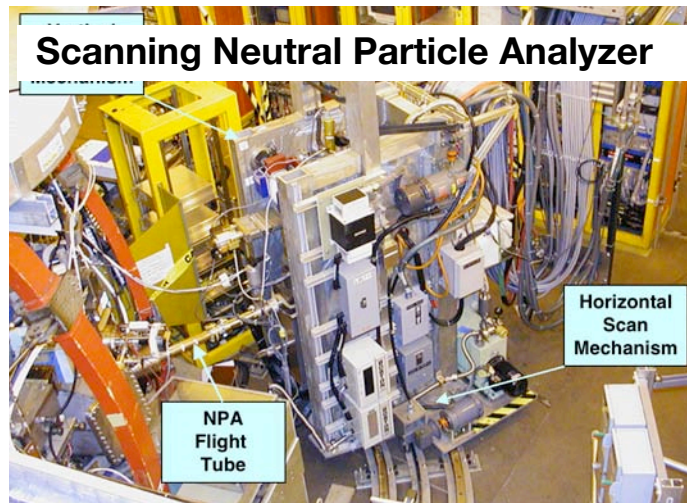 Scanning Neutral Particle Analyzer
Mechanism
Horizontal
Scan
Mechanism
NPA
Flight
Tube